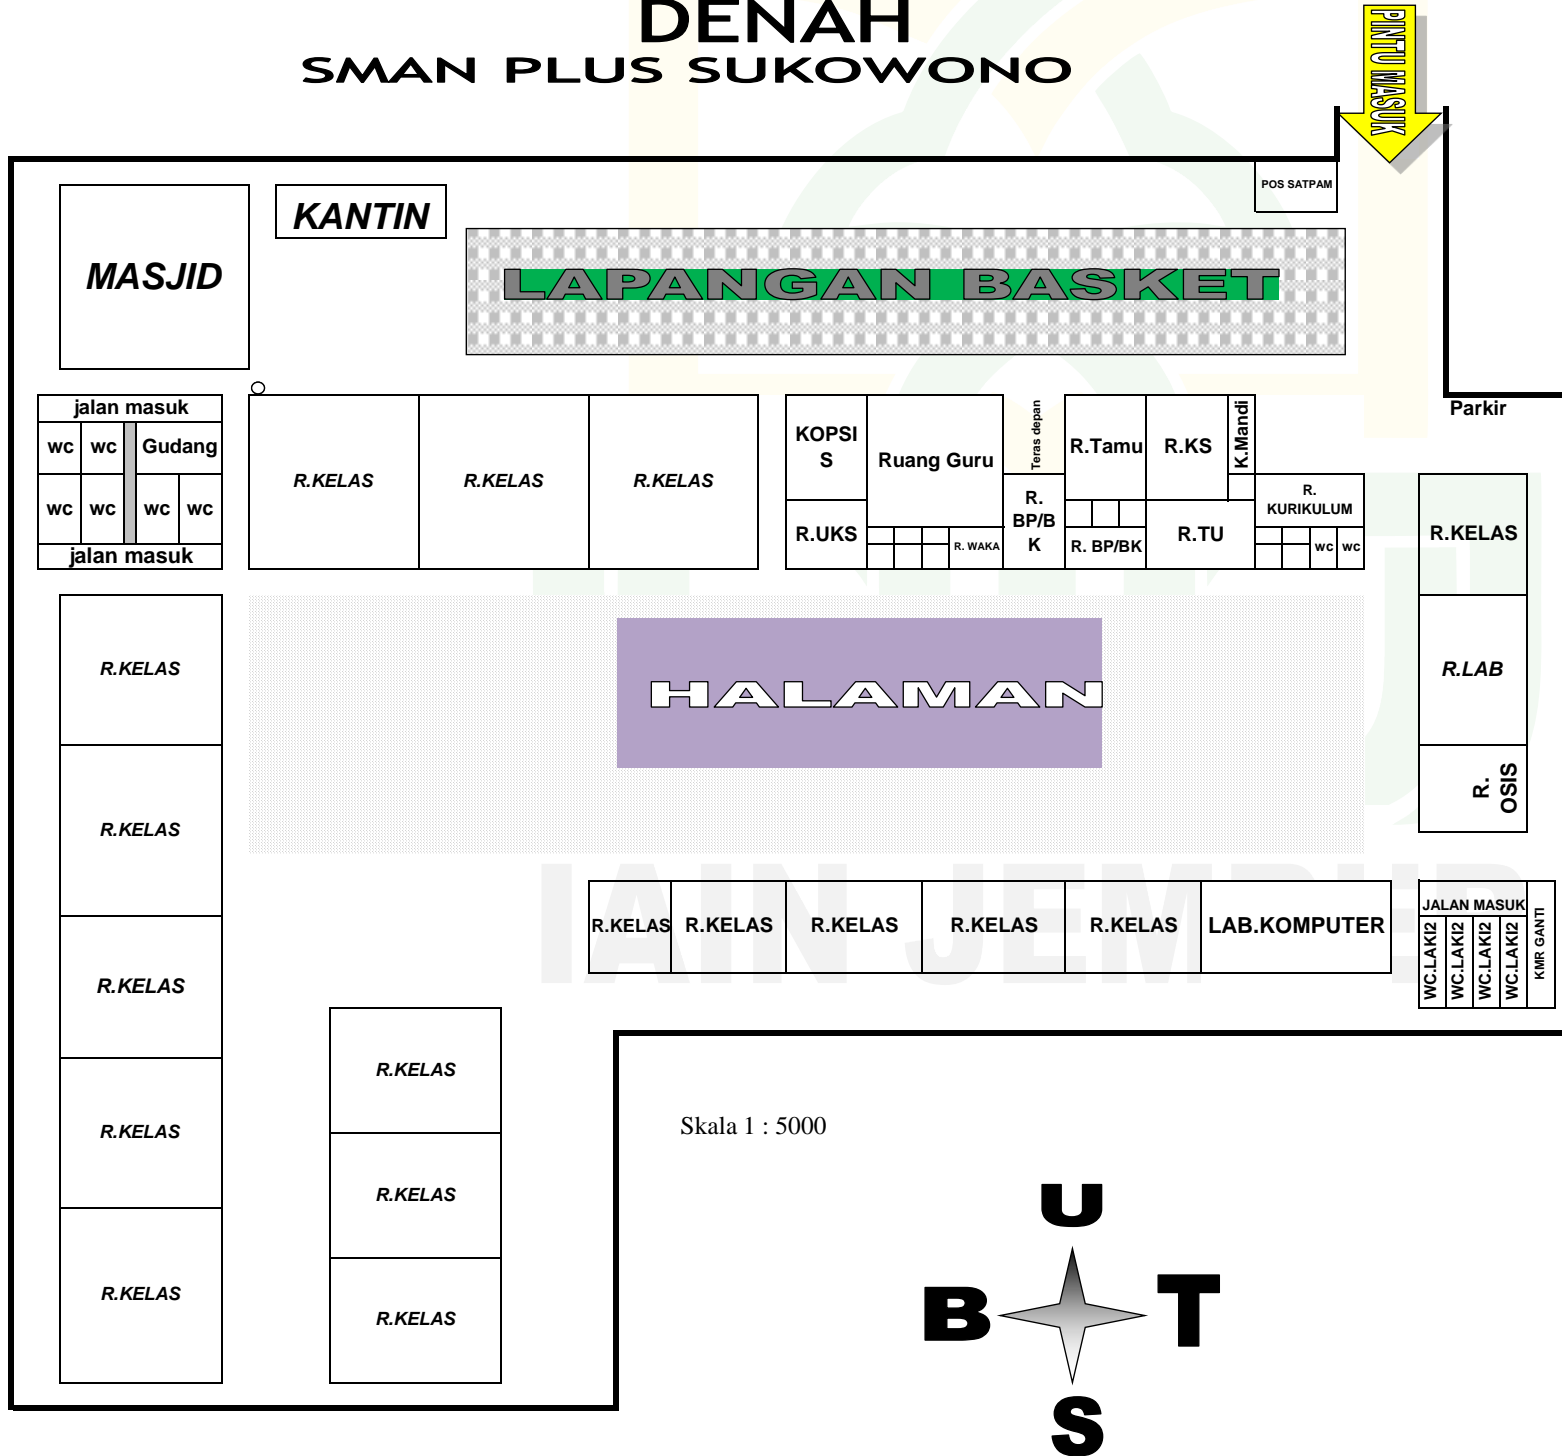 DENAH
SMAN PLUS SUKOWONO
PINTU MASUK
POS SATPAM
MASJID
KANTIN
LAPANGAN BASKET
Parkir
jalan masuk
wc
wc
Gudang
wc
wc
wc
wc
jalan masuk
R.KELAS
R.KELAS
R.KELAS
KOPSI
S
R.UKS
Ruang Guru
R. WAKA
Teras depan
R.
BP/B
K
R.Tamu
R. BP/BK
R.KS
R.TU
K.Mandi
R.
KURIKULUM
wc
wc
R.KELAS
R.LAB
R.
OSIS
HALAMAN
R.KELAS
R.KELAS
R.KELAS
R.KELAS
R.KELAS
IAIN JEMBER
R.KELAS
R.KELAS
R.KELAS
R.KELAS
R.KELAS
LAB.KOMPUTER
JALAN MASUK
WC.LAKI2
WC.LAKI2
WC.LAKI2
WC.LAKI2
KMR GANTI
R.KELAS
R.KELAS
R.KELAS
Skala 1 : 5000
U
B
T
S